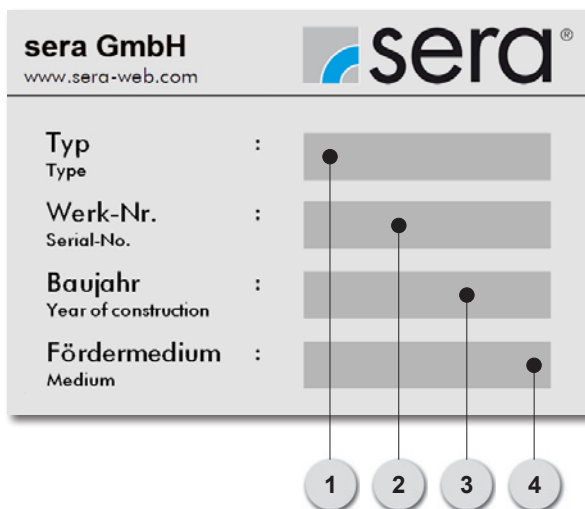 sera GmbH
www.sera-web.com
sera®
Typ :
Type
Werk-Nr. :
Serial-No.
Baujahr :
Year of construction
Fördermedium :
Medium
1 2 3 4